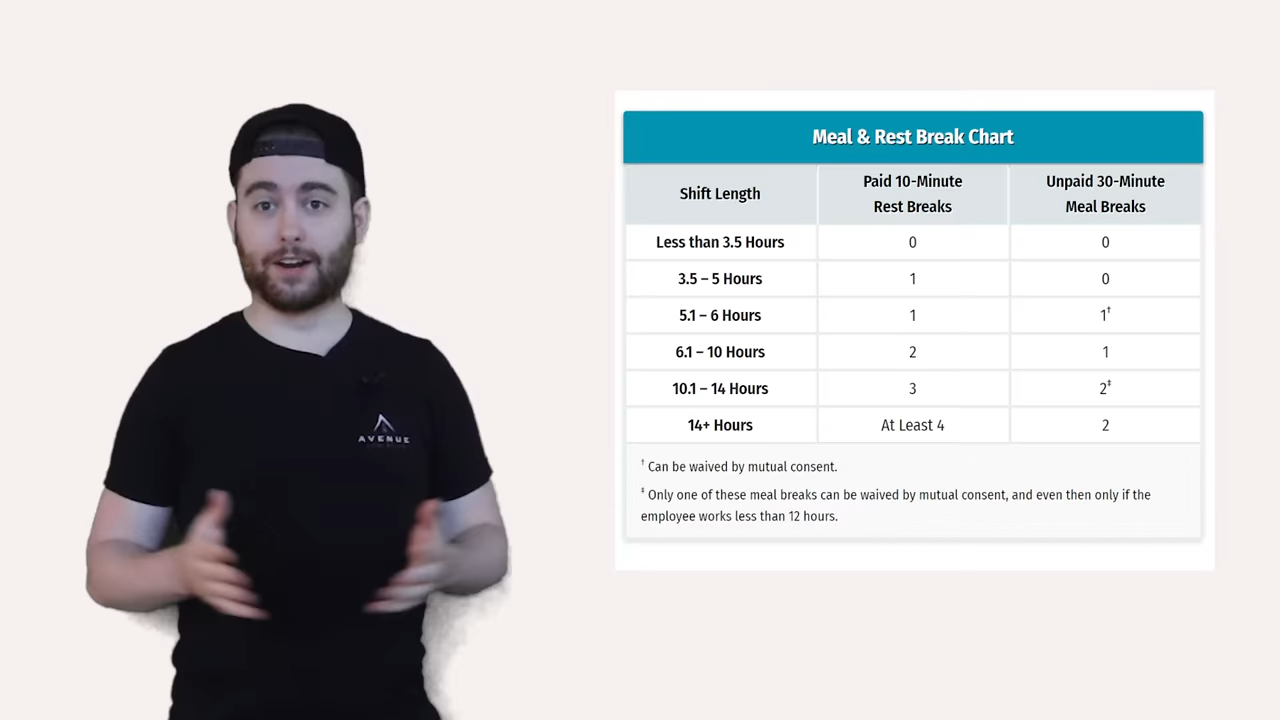 AVENUE
Meal & Rest Break Chart
Shift Length
Paid 10-Minute
Rest Breaks
Unpaid 30-Minute
Meal Breaks
Less than 3.5 Hours 0 0
3.5 – 5 Hours 1 0
5.1 – 6 Hours 1 1†
6.1 – 10 Hours 2 1
10.1 – 14 Hours 3 2‡
14+ Hours At Least 4 2
† Can be waived by mutual consent.
‡ Only one of these meal breaks can be waived by mutual consent, and even then only if the
employee works less than 12 hours.